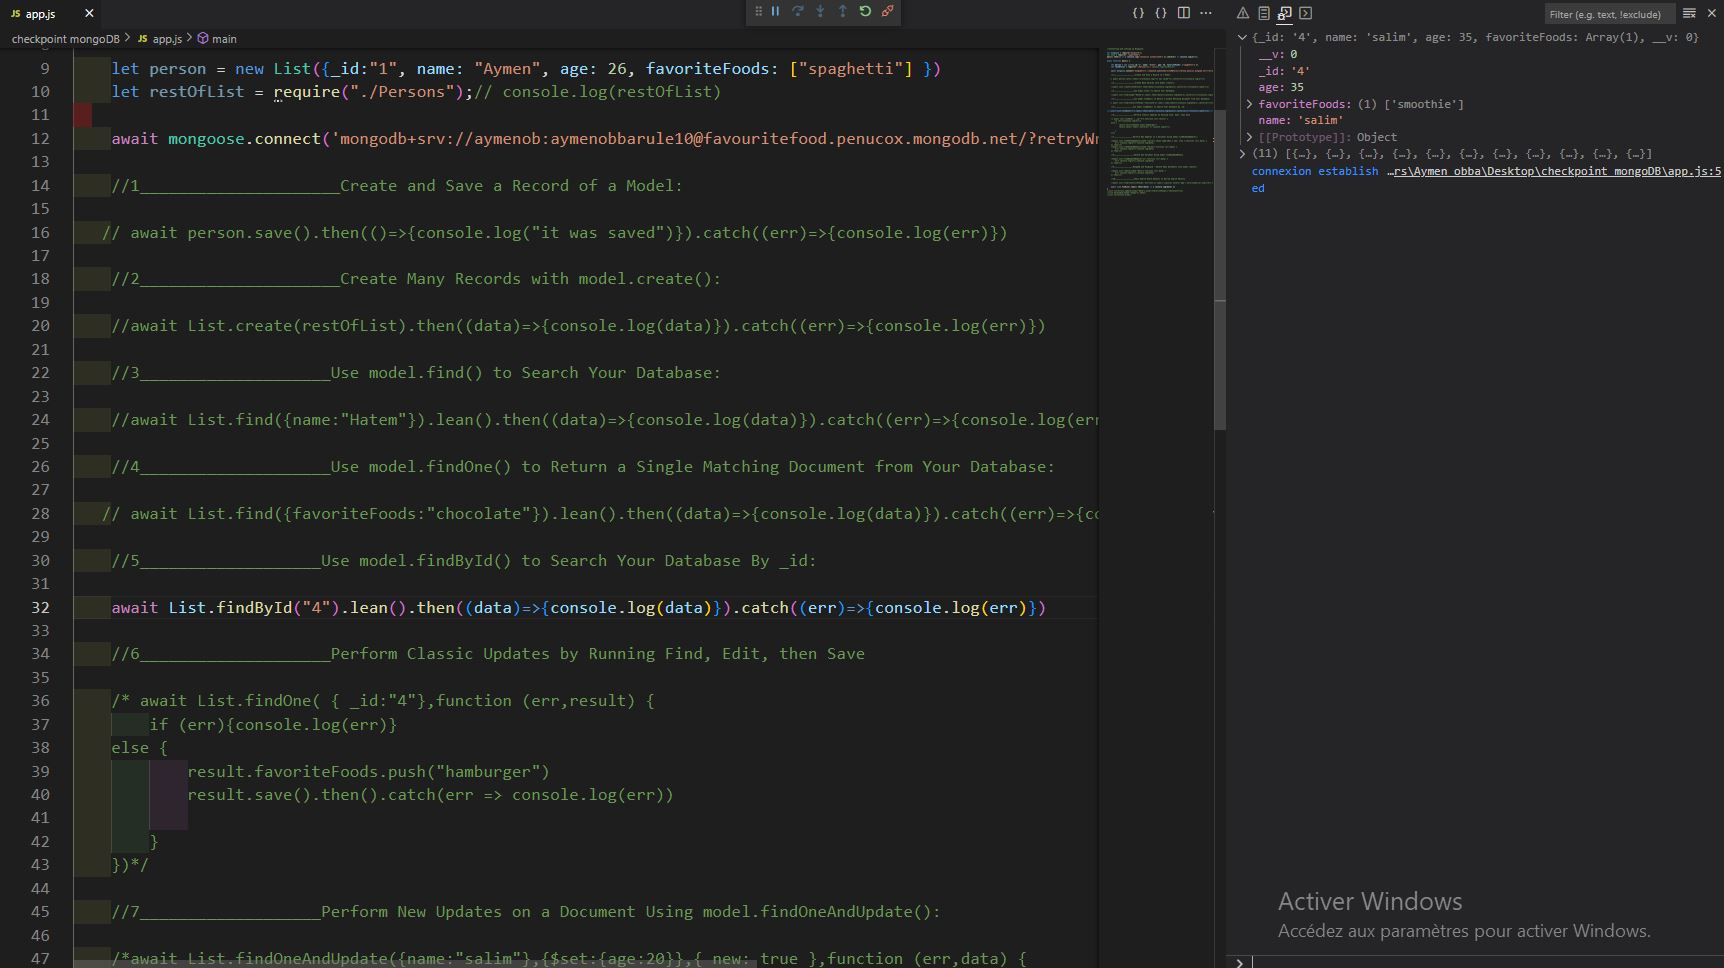 JS app.js ×
checkpoint mongoDB > JS app.js > main
9 let person = new List({_id:"1", name: "Aymen", age: 26, favoriteFoods: ["spaghetti"] })
10 let restOfList = require("./Persons");// console.log(restOfList)
11
12 await mongoose.connect('mongodb+srv://aymenob:aymenobbarule10@favouritefood.penucox.mongodb.net/?retryWr
13
14 //1_____________________Create and Save a Record of a Model:
15
16 // await person.save().then(()=>{console.log("it was saved")}).catch((err)=>{console.log(err)})
17
18 //2_____________________Create Many Records with model.create():
19
20 //await List.create(restOfList).then((data)=>{console.log(data)}).catch((err)=>{console.log(err)})
21
22 //3____________________Use model.find() to Search Your Database:
23
24 //await List.find({name:"Hatem"}).lean().then((data)=>{console.log(data)}).catch((err)=>{console.log(err
25
26 //4____________________Use model.findOne() to Return a Single Matching Document from Your Database:
27
28 // await List.find({favoriteFoods:"chocolate"}).lean().then((data)=>{console.log(data)}).catch((err)=>{co
29
30 //5___________________Use model.findById() to Search Your Database By _id:
31
32 await List.findById("4").lean().then((data)=>{console.log(data)}).catch((err)=>{console.log(err)})
33
34 //6____________________Perform Classic Updates by Running Find, Edit, then Save
35
36 /* await List.findOne( { _id:"4"},function (err,result) {
37 if (err){console.log(err)}
38 else {
39 result.favoriteFoods.push("hamburger")
40 result.save().then().catch(err => console.log(err))
41
42 }
43 })*/
44
45 //7___________________Perform New Updates on a Document Using model.findOneAndUpdate():
46
47 /*await List.findOneAndUpdate({name:"salim"},{$set:{age:20}},{ new: true },function (err,data) {
Filter (e.g. text, !exclude)
{_id: '4', name: 'salim', age: 35, favoriteFoods: Array(1), __v: 0}
__v: 0
_id: '4'
age: 35
> favoriteFoods: (1) ['smoothie']
name: 'salim'
> [[Prototype]]: Object
> (11) [{…}, {…}, {…}, {…}, {…}, {…}, {…}, {…}, {…}, {…}, {…}]
connexion establish …rs\Aymen obba\Desktop\checkpoint mongoDB\app.js:5
ed
Activer Windows
Accédez aux paramètres pour activer Windows.
>